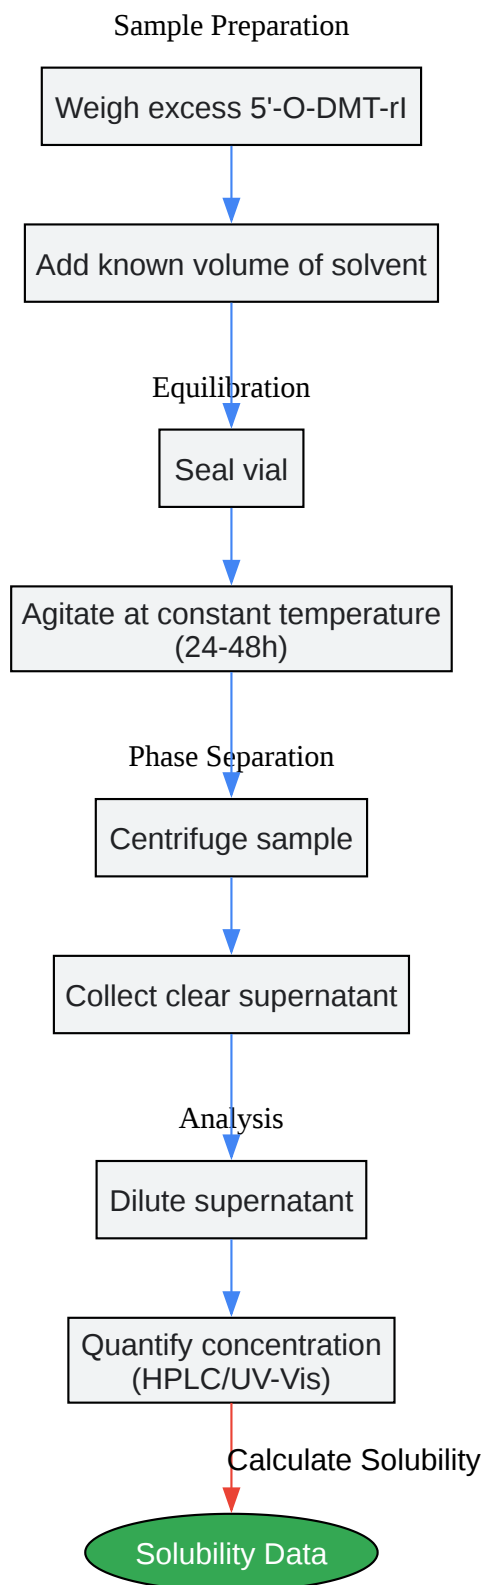 Sample Preparation
Weigh excess 5'-O-DMT-rI
Add known volume of solvent
Equilibration
Seal vial
Agitate at constant temperature
(24-48h)
Phase Separation
Centrifuge sample
Collect clear supernatant
Analysis
Dilute supernatant
Quantify concentration
(HPLC/UV-Vis)
Calculate Solubility
Solubility Data